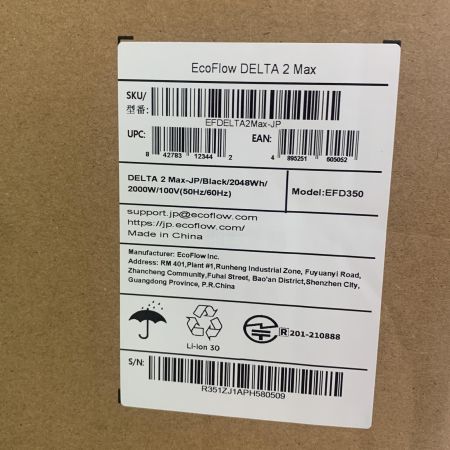 EcoFlow DELTA 2 Max
SKU/
型番:
EFDELTA2Max-JP
UPC:
8 42783 12344 2
EAN:
4 895251 605052
DELTA 2 Max-JP/Black/2048Wh/
2000W/100V(50Hz/60Hz)
Model:EFD350
support.jp@ecoflow.com
https://jp.ecoflow.com/
Made in China
Manufacturer: EcoFlow Inc.
Address: RM 401,Plant #1,Runheng Industrial Zone, Fuyuanyi Road,
Zhancheng Community,Fuhai Street, Bao'an District,Shenzhen City,
Guangdong Province, P.R.China
Li-ion 30
R 201-210888
S/N:
R351ZJ1APH580509